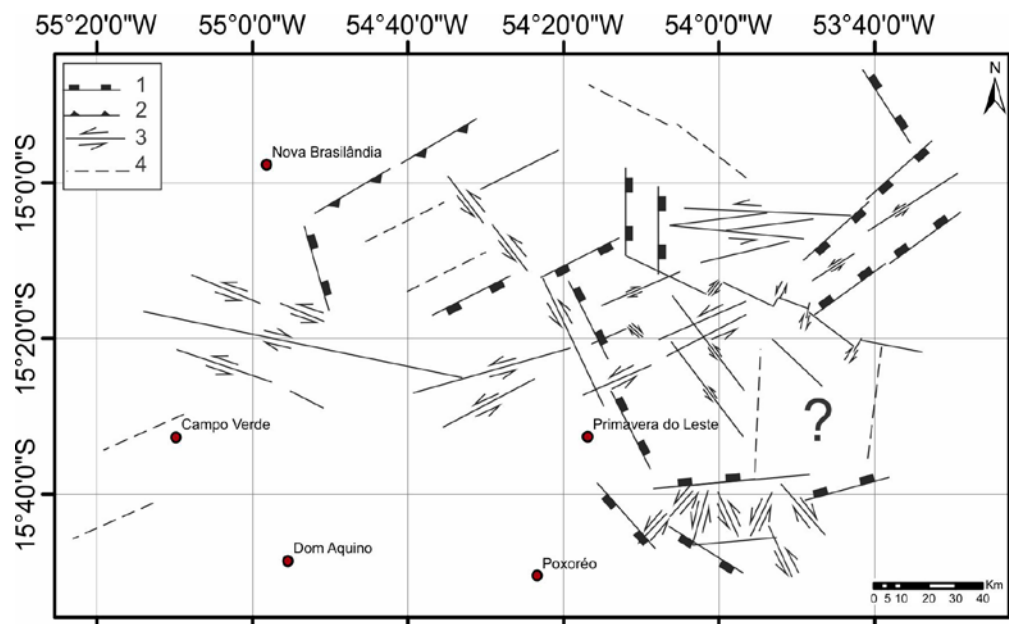 55°20'0"W 55°0'0"W 54°40'0"W 54°20'0"W 54°0'0"W 53°40'0"W
N
1
2
3
4
Nova Brasilândia
15°0'0"S
15°20'0"S
?
Campo Verde
Primavera do Leste
15°40'0"S
Dom Aquino
Poxoréo
Km
0 5 10 20 30 40